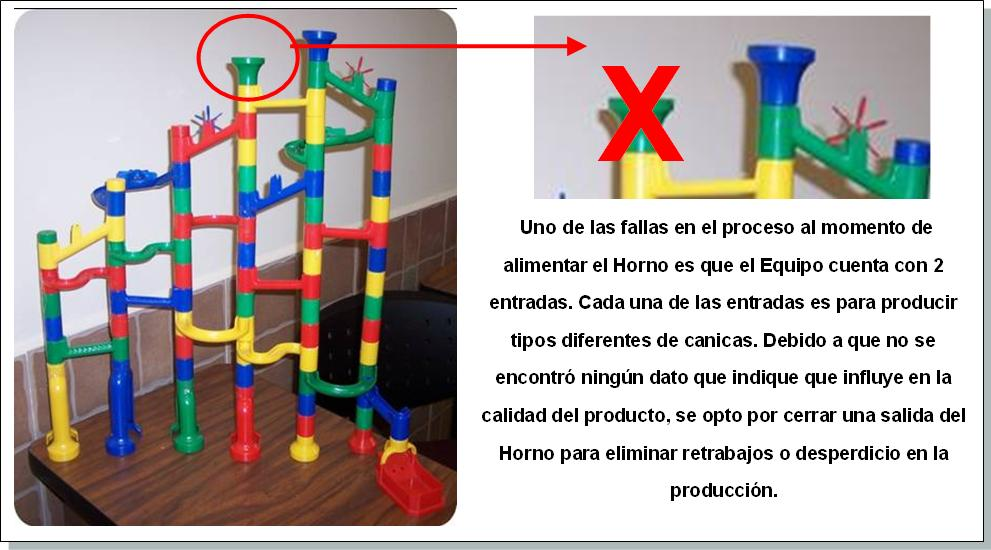 X
Uno de las fallas en el proceso al momento de
alimentar el Horno es que el Equipo cuenta con 2
entradas. Cada una de las entradas es para producir
tipos diferentes de canicas. Debido a que no se
encontró ningún dato que indique que influye en la
calidad del producto, se opto por cerrar una salida del
Horno para eliminar retrabajos o desperdicio en la
producción.